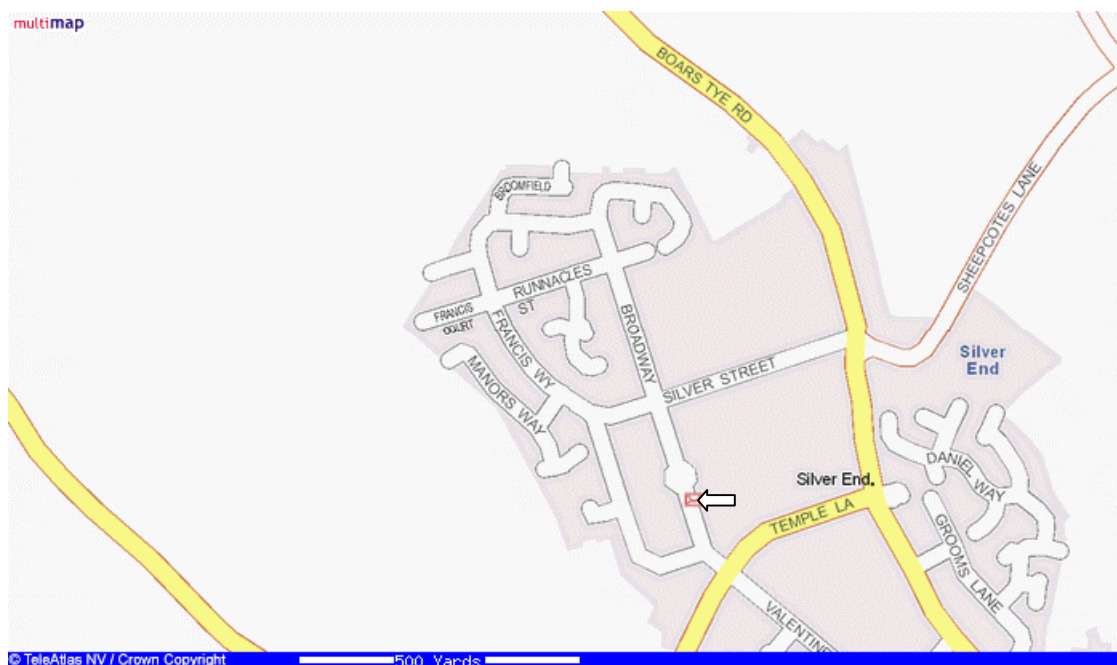 multimap
BOARS TYE RD
SHEEPCOTES LANE
BROOMFIELD
RUNNACLES
ST
FRANCIS
COURT
FRANCIS WY
BROADWAY
MANORS WAY
SILVER STREET
Silver
End
DANIEL WAY
Silver End.
TEMPLE LA
GROOMS LANE
VALENTINE
© TeleAtlas NV / Crown Copyright
500 Yards